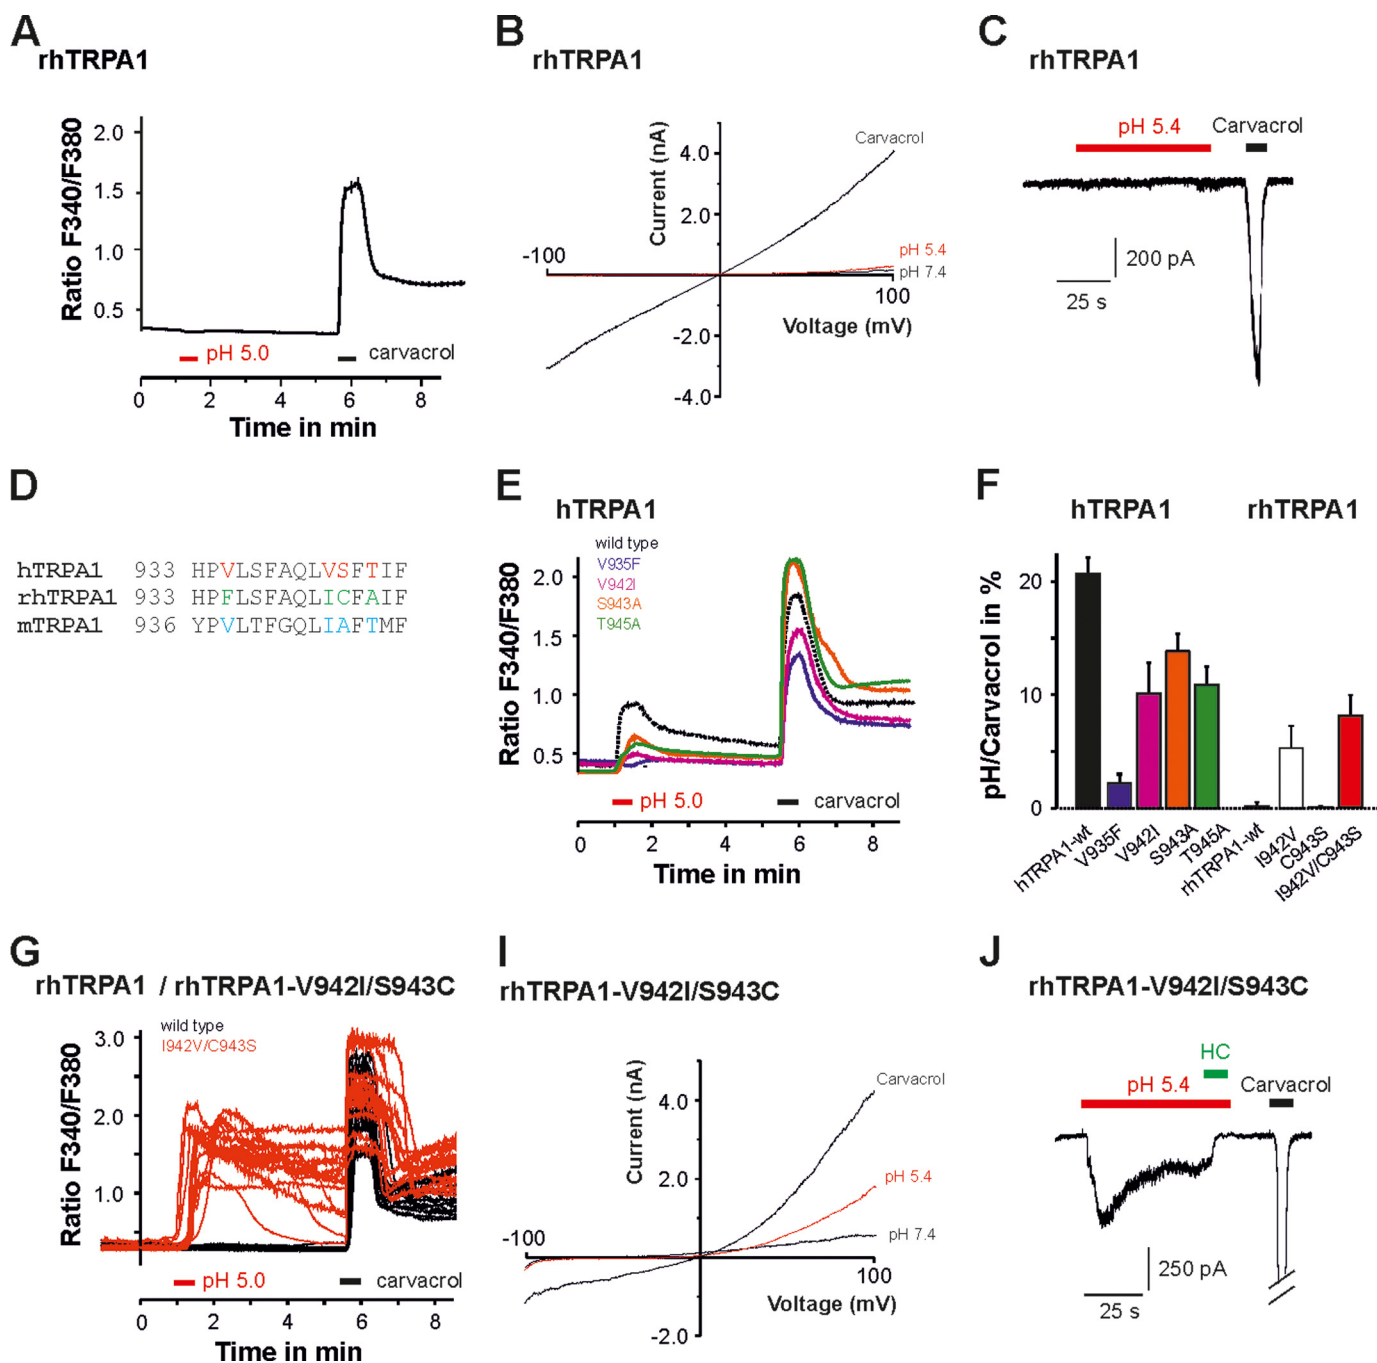 A
rhTRPA1
Ratio F340/F380
2.0
1.5
1.0
0.5
pH 5.0
carvacrol
0 2 4 6 8
Time in min
B
rhTRPA1
Current (nA)
4.0
2.0
-2.0
-4.0
-100
100
Carvacrol
pH 5.4
pH 7.4
Voltage (mV)
C
rhTRPA1
pH 5.4
Carvacrol
200 pA
25 s
D
hTRPA1 933 HPVLSFAQLVSFTIF
rhTRPA1 933 HPFLSFAQLICFAIF
mTRPA1 936 YPVLTFGQLIAFTMF
E
hTRPA1
wild type
V935F
V942I
S943A
T945A
Ratio F340/F380
2.0
1.5
1.0
0.5
pH 5.0
carvacrol
0 2 4 6 8
Time in min
F
hTRPA1
rhTRPA1
pH/Carvacrol in %
20
10
0
hTRPA1-wt
V935F
V942I
S943A
T945A
rhTRPA1-wt
I942V
C943S
I942V/C943S
G
rhTRPA1 / rhTRPA1-V942I/S943C
wild type
I942V/C943S
Ratio F340/F380
3.0
2.0
1.0
pH 5.0
carvacrol
0 2 4 6 8
Time in min
I
rhTRPA1-V942I/S943C
Current (nA)
4.0
2.0
-2.0
-100
100
Carvacrol
pH 5.4
pH 7.4
Voltage (mV)
J
rhTRPA1-V942I/S943C
HC
pH 5.4
Carvacrol
250 pA
25 s